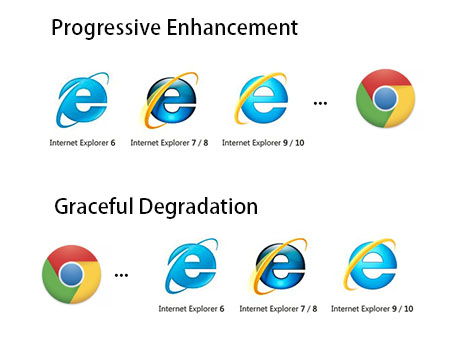 Progressive Enhancement
...
Internet Explorer 6 Internet Explorer 7 / 8 Internet Explorer 9 / 10
Graceful Degradation
...
Internet Explorer 6 Internet Explorer 7 / 8 Internet Explorer 9 / 10